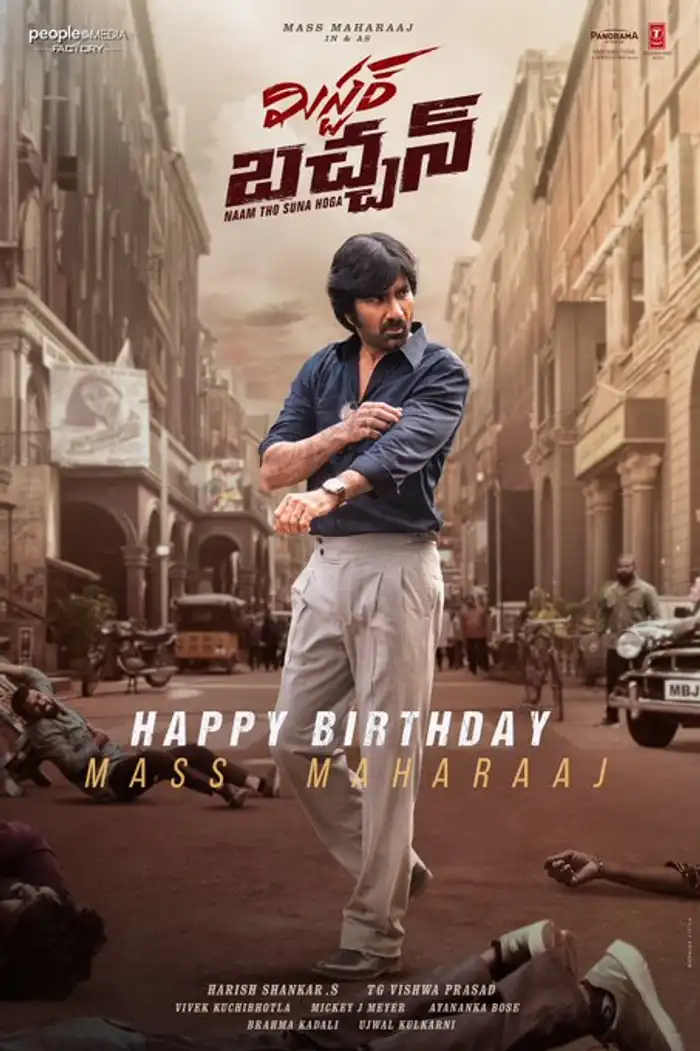 people MEDIA
FACTORY
MASS MAHARAAJ
IN & AS
PANORAMA
మిస్టర్
బచ్చన్
NAAM THO SUNA HOGA
MBJ
HAPPY BIRTHDAY
MASS MAHARAAJ
HARISH SHANKAR .S TG VISHWA PRASAD
VIVEK KUCHIBHOTLA MICKEY J MEYER AYANANKA BOSE
BRAHMA KADALI UJWAL KULKARNI